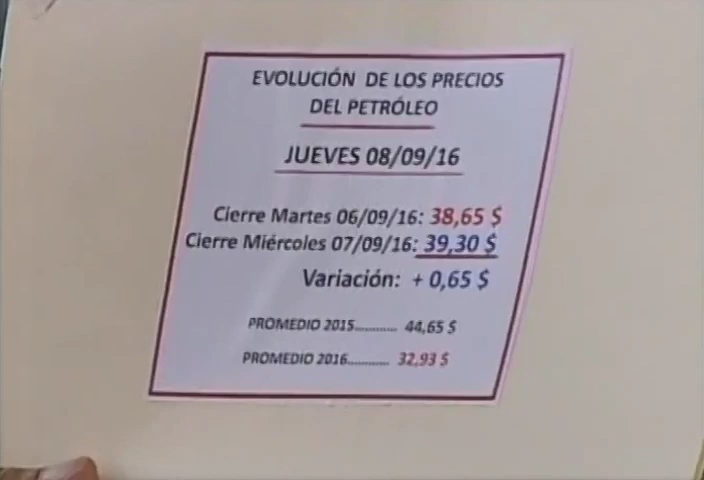 EVOLUCIÓN DE LOS PRECIOS
DEL PETRÓLEO
JUEVES 08/09/16
Cierre Martes 06/09/16: 38,65 $
Cierre Miércoles 07/09/16: 39,30 $
Variación: + 0,65 $
PROMEDIO 2015............ 44,65 $
PROMEDIO 2016............ 32,93 $